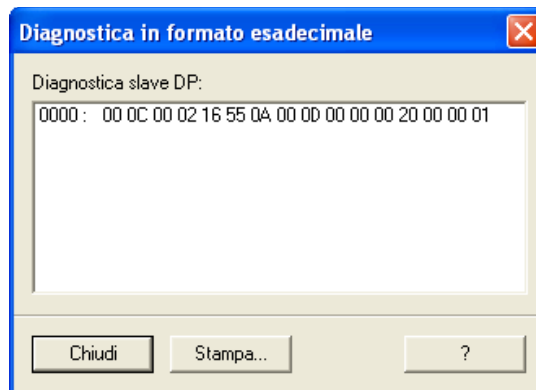 Diagnostica in formato esadecimale
Diagnostica slave DP:
0000 : 00 0C 00 02 16 55 0A 00 0D 00 00 00 20 00 00 01
Chiudi Stampa... ?